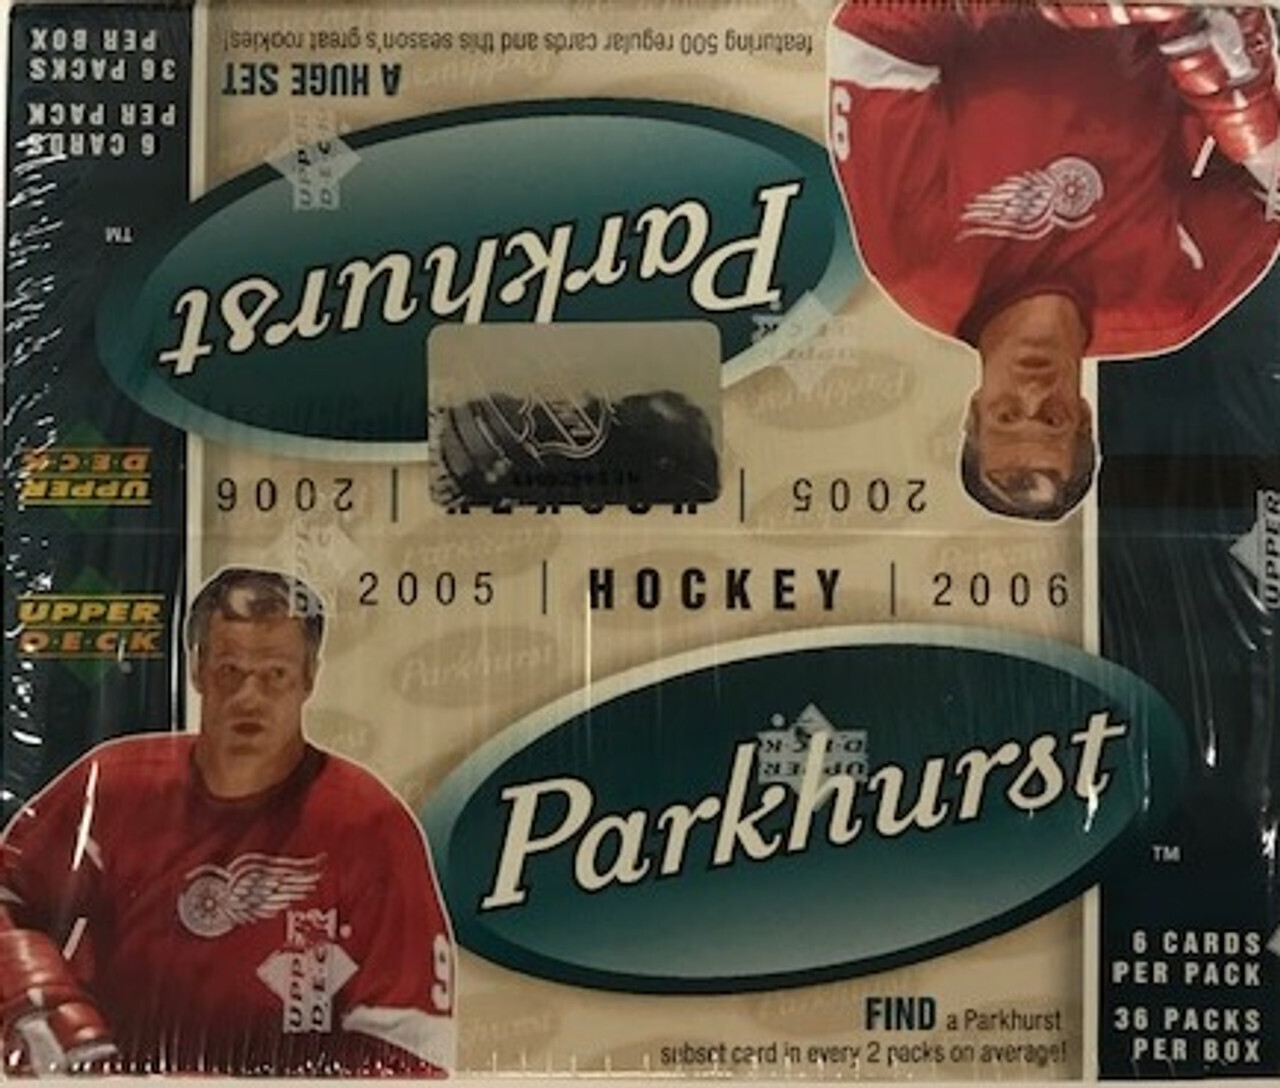 A HUGE SET
featuring 500 regular cards and this season's great rookies!
6 CARDS
PER PACK
36 PACKS
PER BOX
Parkhurst
TM
UPPER
DECK
2005 | HOCKEY | 2006
UPPER
DECK
2005 | HOCKEY | 2006
Parkhurst
TM
9
6 CARDS
PER PACK
36 PACKS
PER BOX
FIND a Parkhurst
subset card in every 2 packs on average!